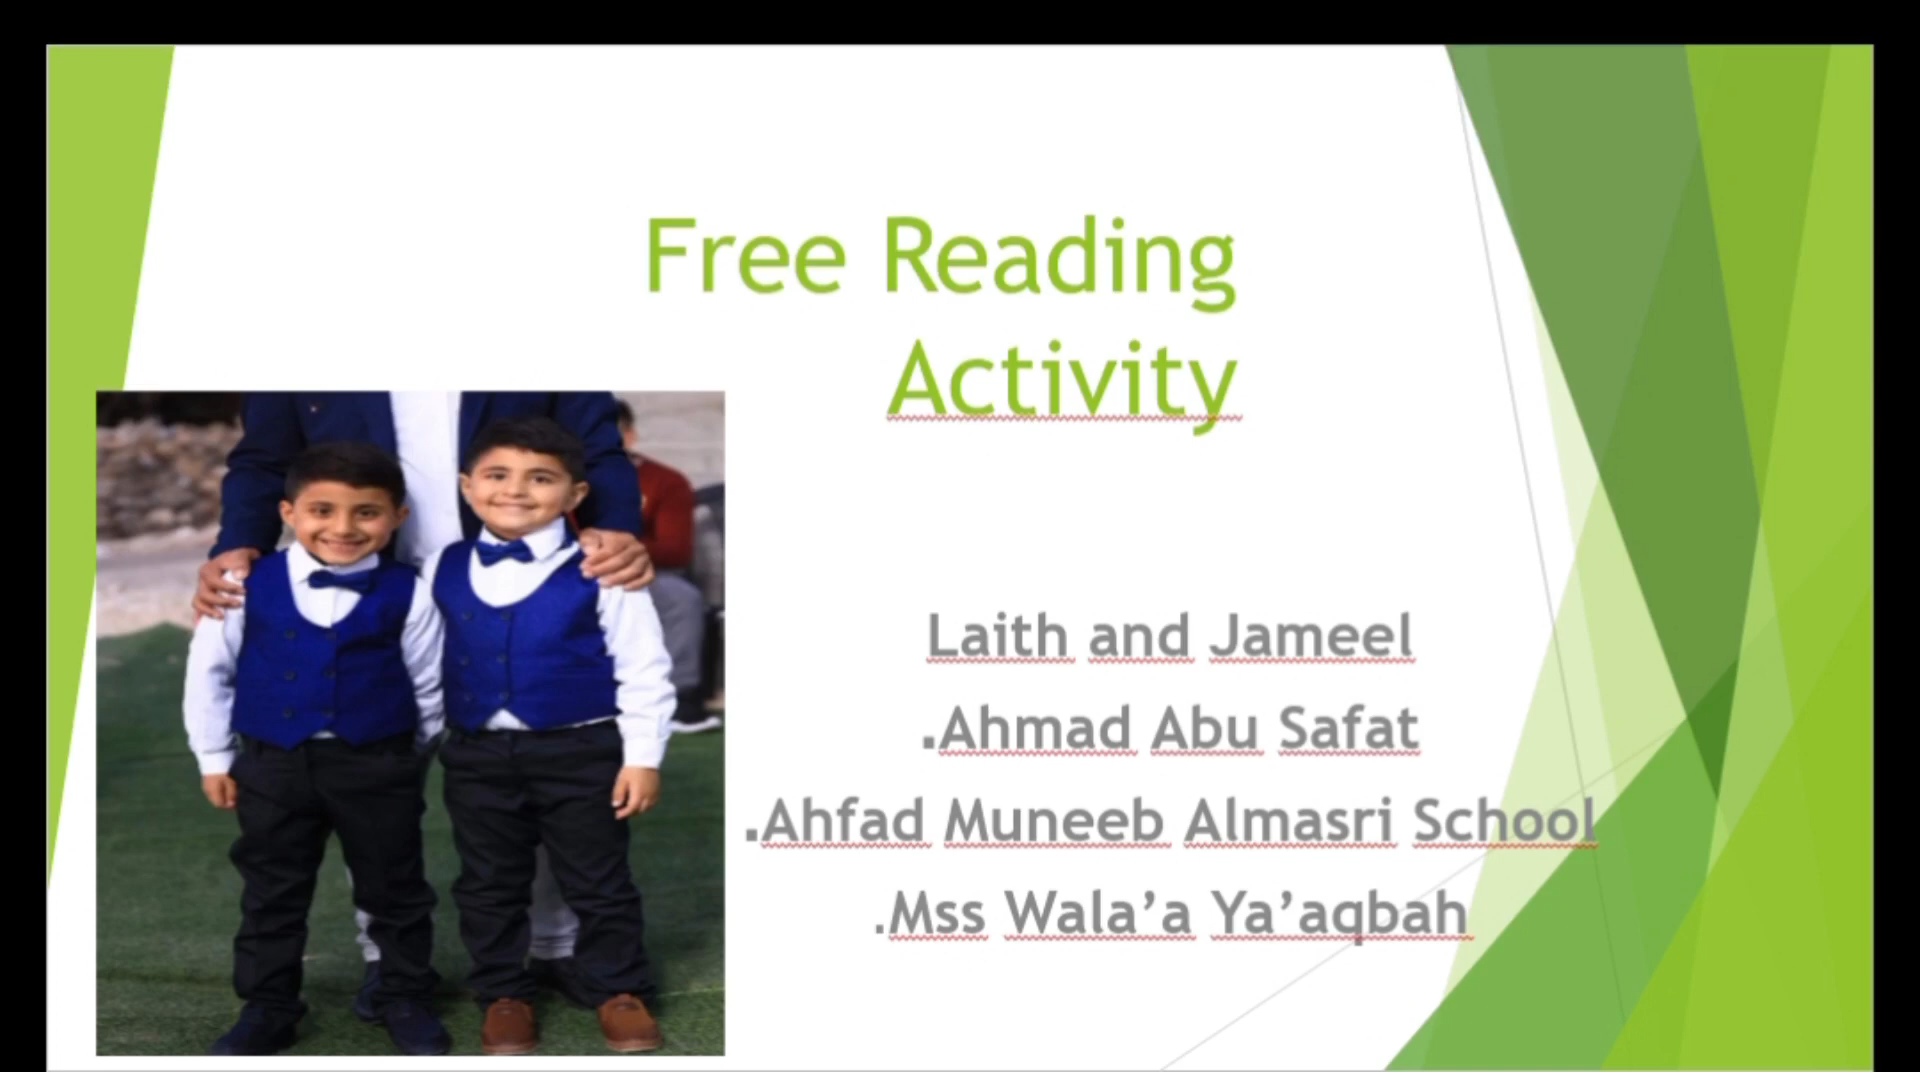 Free Reading
Activity
Laith and Jameel
.Ahmad Abu Safat
.Ahfad Muneeb Almasri School
.Mss Wala’a Ya’aqbah